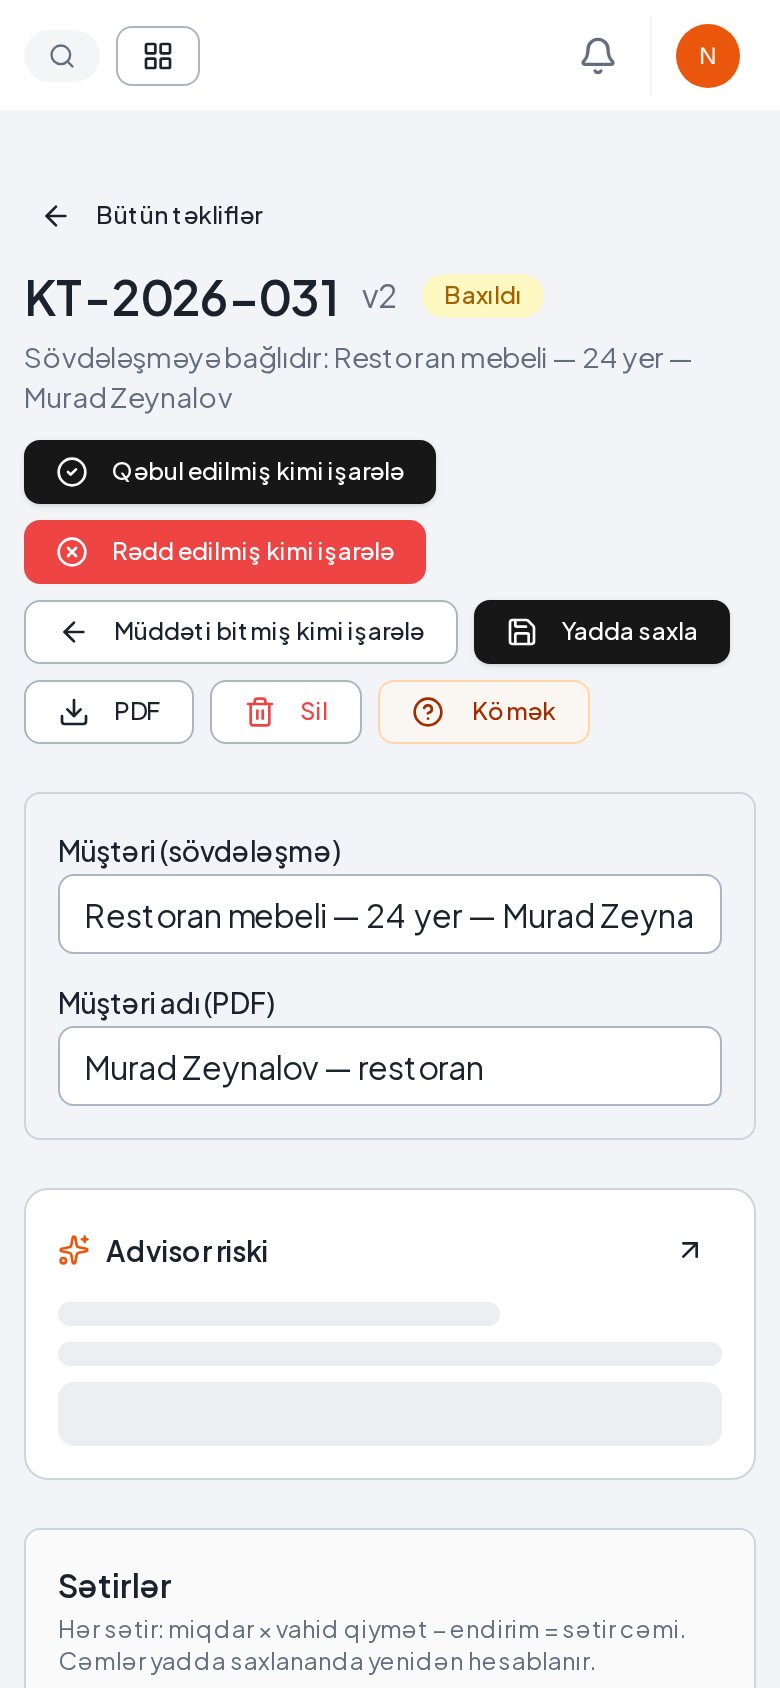 N
Bütün təkliflər
KT-2026-031 v2 Baxıldı
Sövdələşməyə bağlıdır: Restoran mebeli — 24 yer —
Murad Zeynalov
Qəbul edilmiş kimi işarələ
Rədd edilmiş kimi işarələ
Müddəti bitmiş kimi işarələ Yadda saxla
PDF Sil Kömək
Müştəri (sövdələşmə)
Restoran mebeli — 24 yer — Murad Zeyna
Müştəri adı (PDF)
Murad Zeynalov — restoran
Advisor riski
Sətirlər
Hər sətir: miqdar × vahid qiymət − endirim = sətir cəmi.
Cəmlər yadda saxlananda yenidən hesablanır.